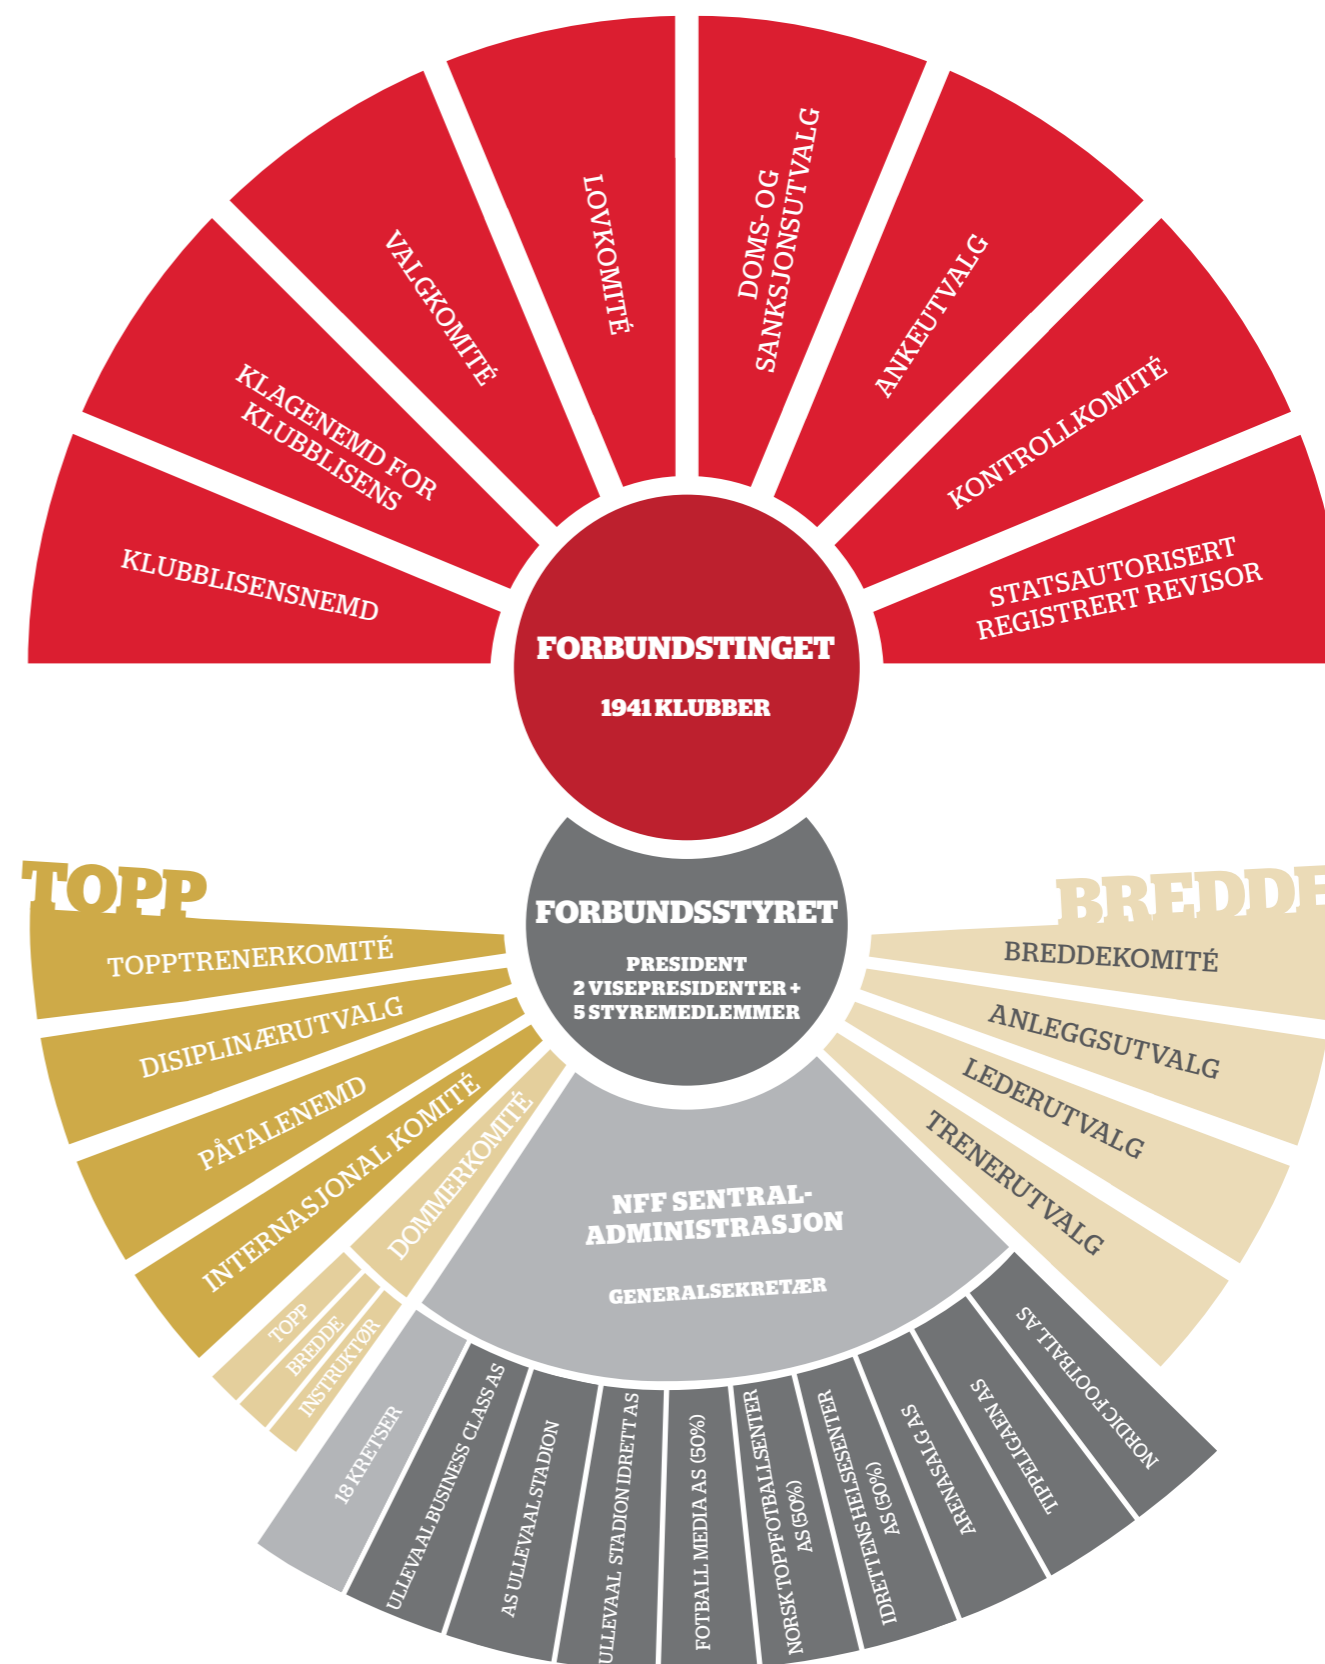 KLUBBLISENSNEMD
KLAGENEMD FOR
KLUBBLISENS
VALGKOMITÉ
LOVKOMITÉ
DOMS- OG
SANKSJONSUTVALG
ANKEUTVALG
KONTROLLKOMITÉ
STATSAUTORISERT
REGISTRERT REVISOR
FORBUNDSTINGET
1941 KLUBBER
FORBUNDSSTYRET
PRESIDENT
2 VISEPRESIDENTER +
5 STYREMEDLEMMER
TOPP
TOPPTRENERKOMITÉ
DISIPLINÆRUTVALG
PÅTALENEMD
INTERNASJONAL KOMITÉ
DOMMERKOMITÉ
TOPP
BREDDE
INSTRUKTØR
BREDDE
BREDDEKOMITÉ
ANLEGGSUTVALG
LEDERUTVALG
TRENERUTVALG
NFF SENTRAL-
ADMINISTRASJON
GENERALSEKRETÆR
18 KRETSER
ULLEVAAL BUSINESS CLASS AS
AS ULLEVAAL STADION
ULLEVAAL STADION IDRETT AS
FOTBALL MEDIA AS (50%)
NORSK TOPPFOTBALLSENTER
AS (50%)
IDRETTENS HELSESENTER
AS (50%)
ARENASALG AS
TIPPELIGAEN AS
NORDIC FOOTBALL AS